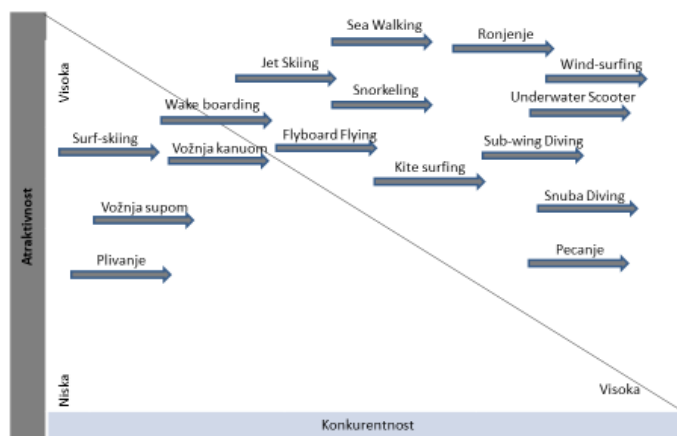 Sea Walking
Ronjenje
Jet Skiing
Wind-surfing
Visoka
Snorkeling
Underwater Scooter
Wake boarding
Surf-skiing
Vožnja kanuom
Flyboard Flying
Sub-wing Diving
Kite surfing
Vožnja supom
Snuba Diving
Atraktivnost
Plivanje
Pecanje
Niska
Visoka
Konkurentnost